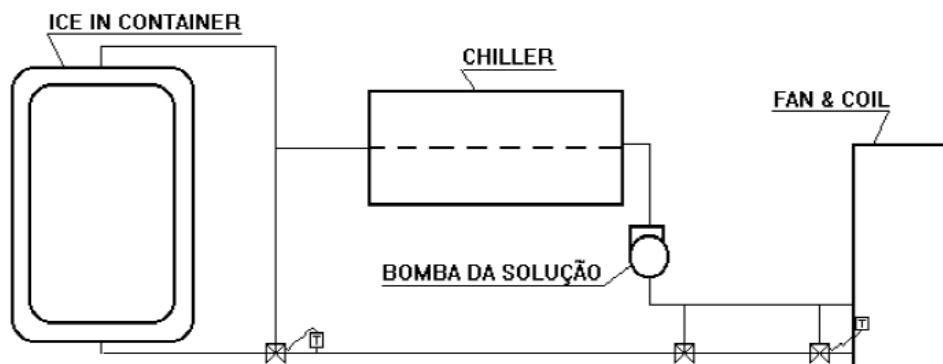 ICE IN CONTAINER
CHILLER
FAN & COIL
BOMBA DA SOLUÇÃO
T
T